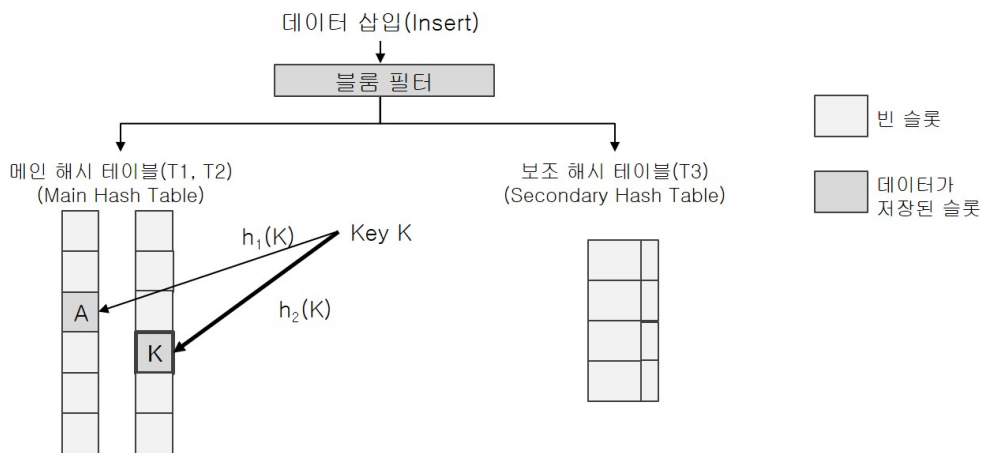 데이터 삽입(Insert)
블룸 필터
메인 해시 테이블(T1, T2)
(Main Hash Table)
보조 해시 테이블(T3)
(Secondary Hash Table)
빈 슬롯
데이터가
저장된 슬롯
h₁(K)
Key K
h₂(K)
A
K